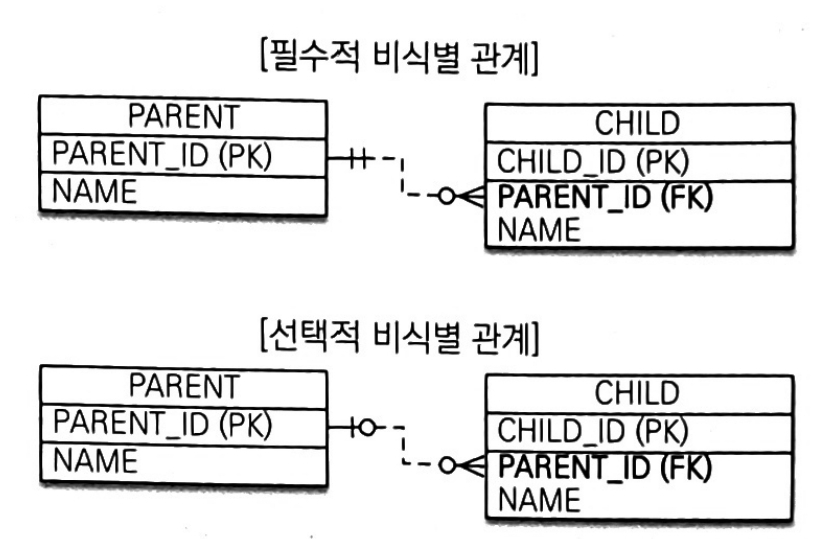 [필수적 비식별 관계]
PARENT
PARENT_ID (PK)
NAME
CHILD
CHILD_ID (PK)
PARENT_ID (FK)
NAME
[선택적 비식별 관계]
PARENT
PARENT_ID (PK)
NAME
CHILD
CHILD_ID (PK)
PARENT_ID (FK)
NAME